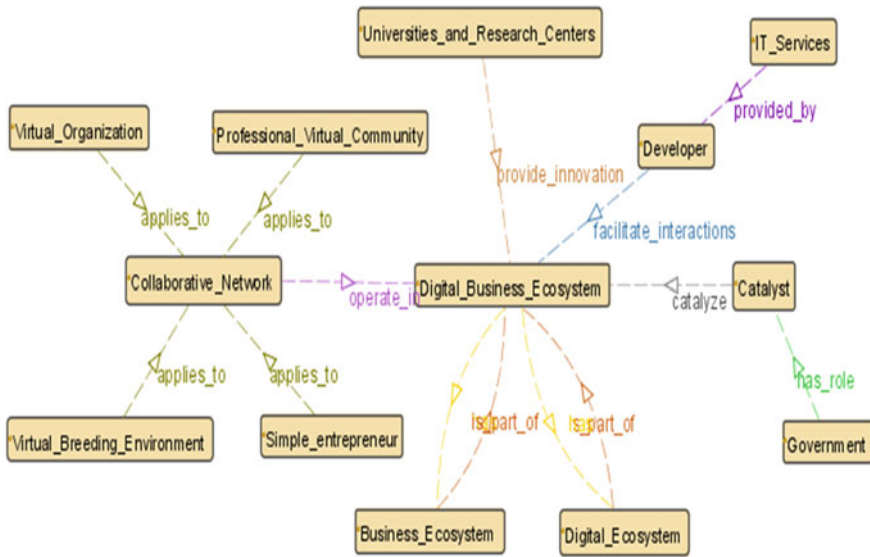 Universities_and_Research_Centers
IT_Services
provided_by
Virtual_Organization
Professional_Virtual_Community
Developer
provide_innovation
applies_to
applies_to
facilitate_interactions
Collaborative_Network
operate_in
Digital_Business_Ecosystem
catalyze
Catalyst
applies_to
applies_to
has_role
is_part_of
is_part_of
Virtual_Breeding_Environment
Simple_entrepreneur
Government
Business_Ecosystem
Digital_Ecosystem